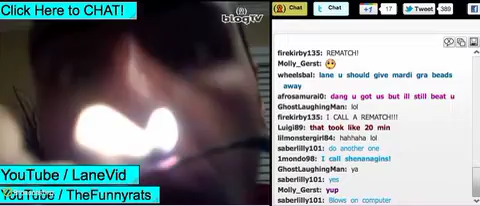 Click Here to CHAT!
blogTV
YouTube / LaneVid
YouTube / TheFunnyrats
Chat
Chat
+1
17
Tweet
389
firekirby135: REMATCH!
Molly_Gerst:
wheelsbal: lane u should give mardi gra beads
away
afrosamurai0: dang u got us but ill still beat u
GhostLaughingMan: lol
firekirby135: I CALL A REMATCH!!!
Luigi89: that took like 20 min
lilmonstergirl84: hahhaha lol
saberlilly101: do another one
1mondo98: I call shenanagins!
GhostLaughingMan: ya
saberlilly101: yes
Molly_Gerst: yup
saberlilly101: Blows on computer